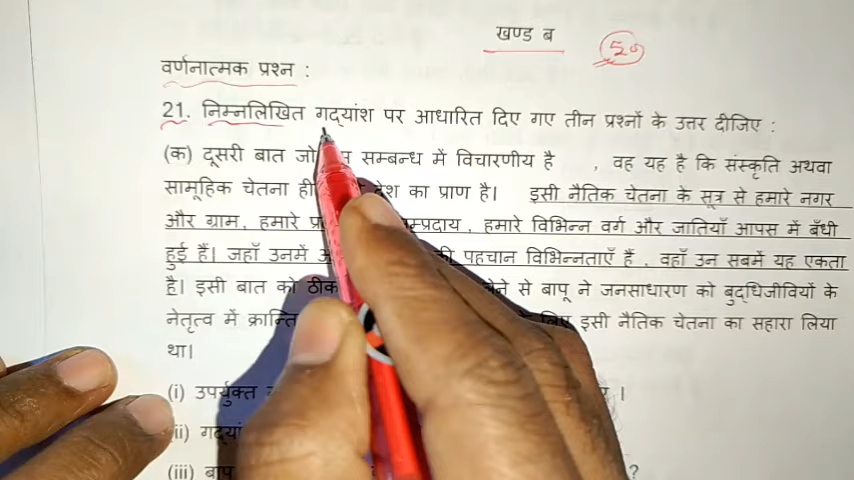 खण्ड ब
50
वर्णनात्मक प्रश्न :
21. निम्नलिखित गद्यांश पर आधारित दिए गए तीन प्रश्नों के उत्तर दीजिए :
(क) दूसरी बात जो सम्बन्ध में विचारणीय है , वह यह है कि संस्कृति अथवा
सामूहिक चेतना ही देश का प्राण है। इसी नैतिक चेतना के सूत्र से हमारे नगर
और ग्राम, हमारे सम्प्रदाय, हमारे विभिन्न वर्ग और जातियाँ आपस में बँधी
हुई हैं। जहाँ उनमें की पहचान विभिन्नताएँ हैं , वहाँ उन सबमें यह एकता
है। इसी बात को ठीक लेने से बापू ने जनसाधारण को बुद्धिजीवियों के
नेतृत्व में क्रान्ति लिए इसी नैतिक चेतना का सहारा लिया
था।
(i) उपर्युक्त
(ii)
(iii) बापू ?